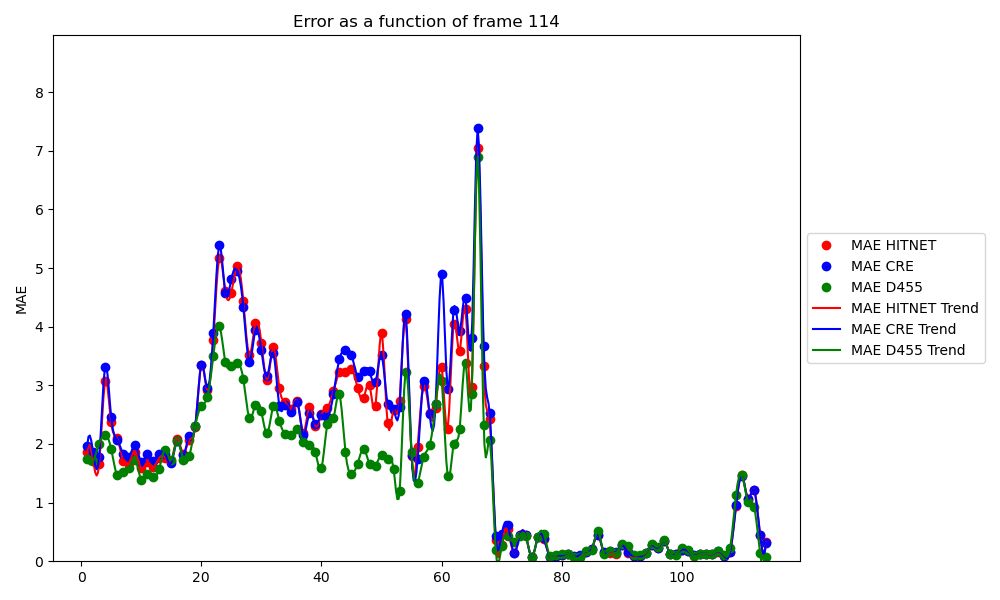 Error as a function of frame 114
MAE
8
7
6
5
4
3
2
1
0
0 20 40 60 80 100
MAE HITNET
MAE CRE
MAE D455
MAE HITNET Trend
MAE CRE Trend
MAE D455 Trend